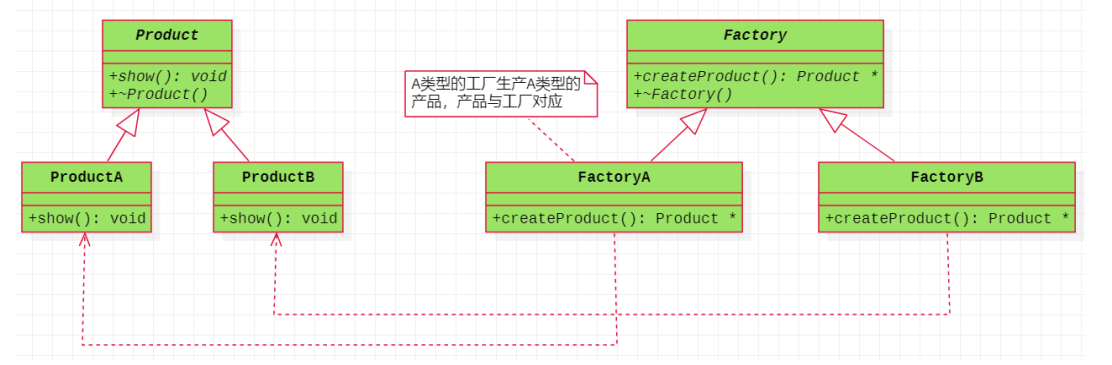 Product
+show(): void
+~Product()
Factory
+createProduct(): Product *
+~Factory()
A类型的工厂生产A类型的
产品，产品与工厂对应
ProductA
+show(): void
ProductB
+show(): void
FactoryA
+createProduct(): Product *
FactoryB
+createProduct(): Product *